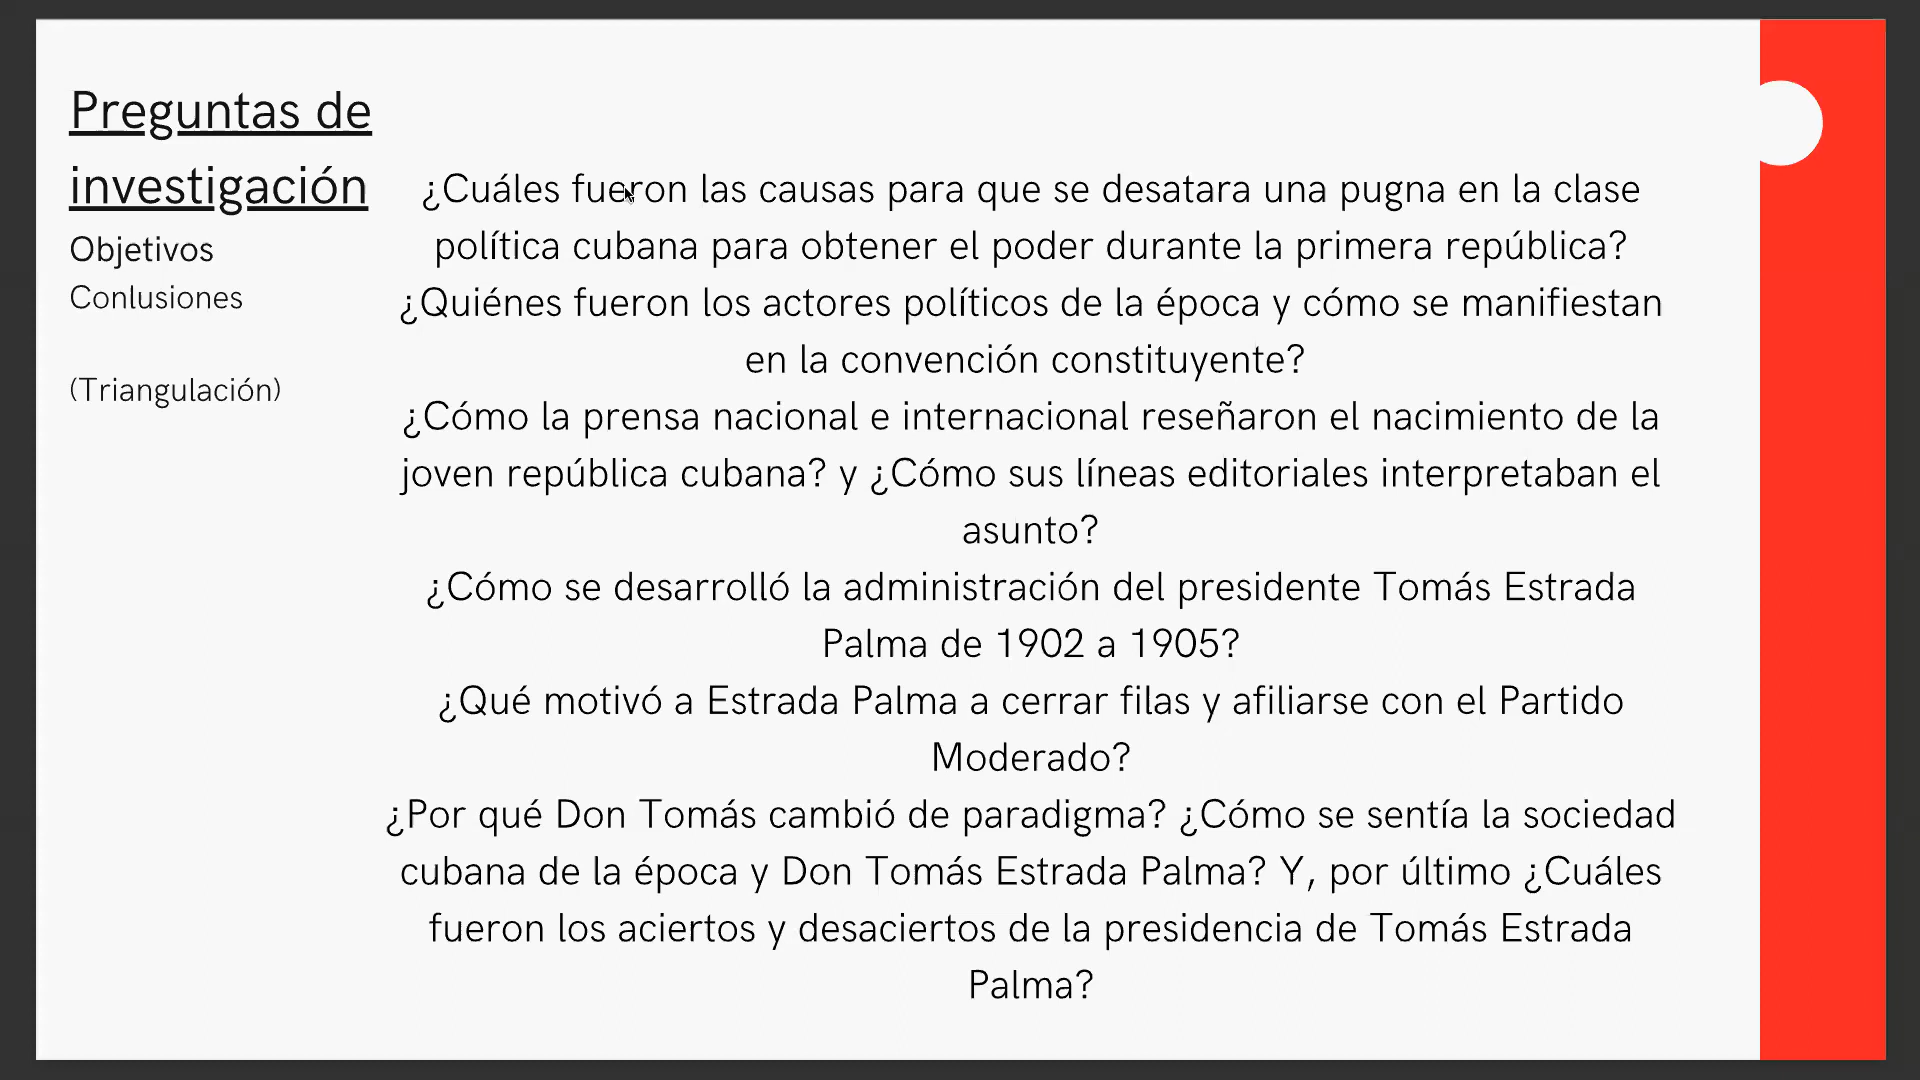 Preguntas de
investigación
Objetivos
Conlusiones
(Triangulación)
¿Cuáles fueron las causas para que se desatara una pugna en la clase
política cubana para obtener el poder durante la primera república?
¿Quiénes fueron los actores políticos de la época y cómo se manifiestan
en la convención constituyente?
¿Cómo la prensa nacional e internacional reseñaron el nacimiento de la
joven república cubana? y ¿Cómo sus líneas editoriales interpretaban el
asunto?
¿Cómo se desarrolló la administración del presidente Tomás Estrada
Palma de 1902 a 1905?
¿Qué motivó a Estrada Palma a cerrar filas y afiliarse con el Partido
Moderado?
¿Por qué Don Tomás cambió de paradigma? ¿Cómo se sentía la sociedad
cubana de la época y Don Tomás Estrada Palma? Y, por último ¿Cuáles
fueron los aciertos y desaciertos de la presidencia de Tomás Estrada
Palma?